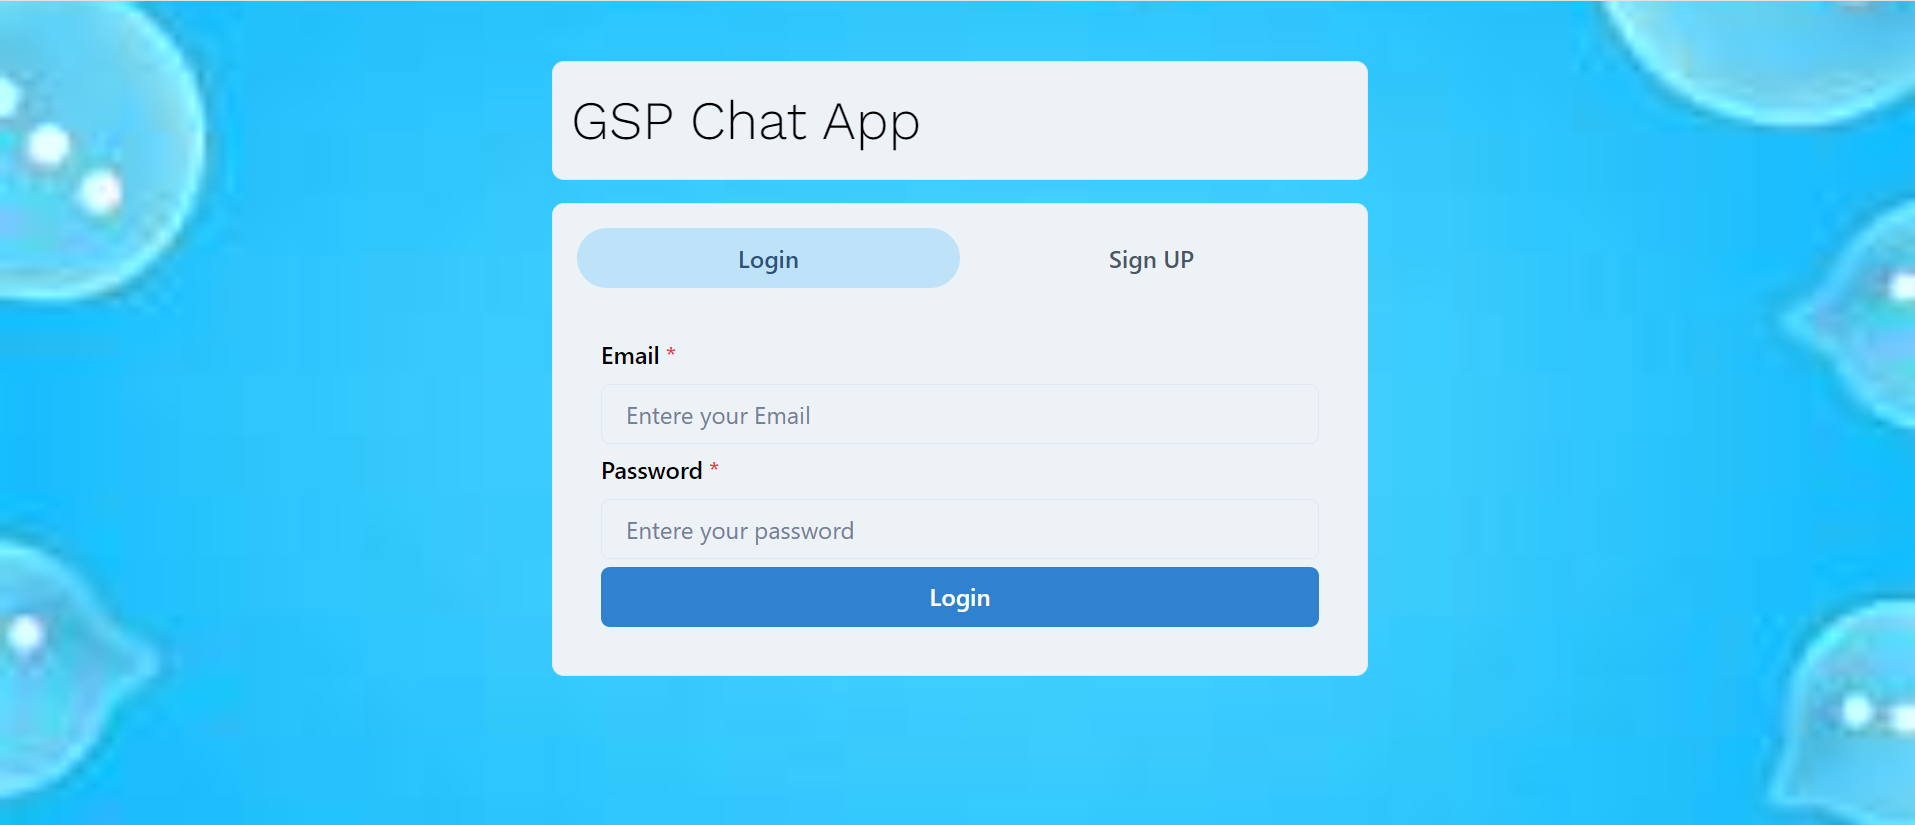 GSP Chat App
Login
Sign UP
Email *
Entere your Email
Password *
Entere your password
Login